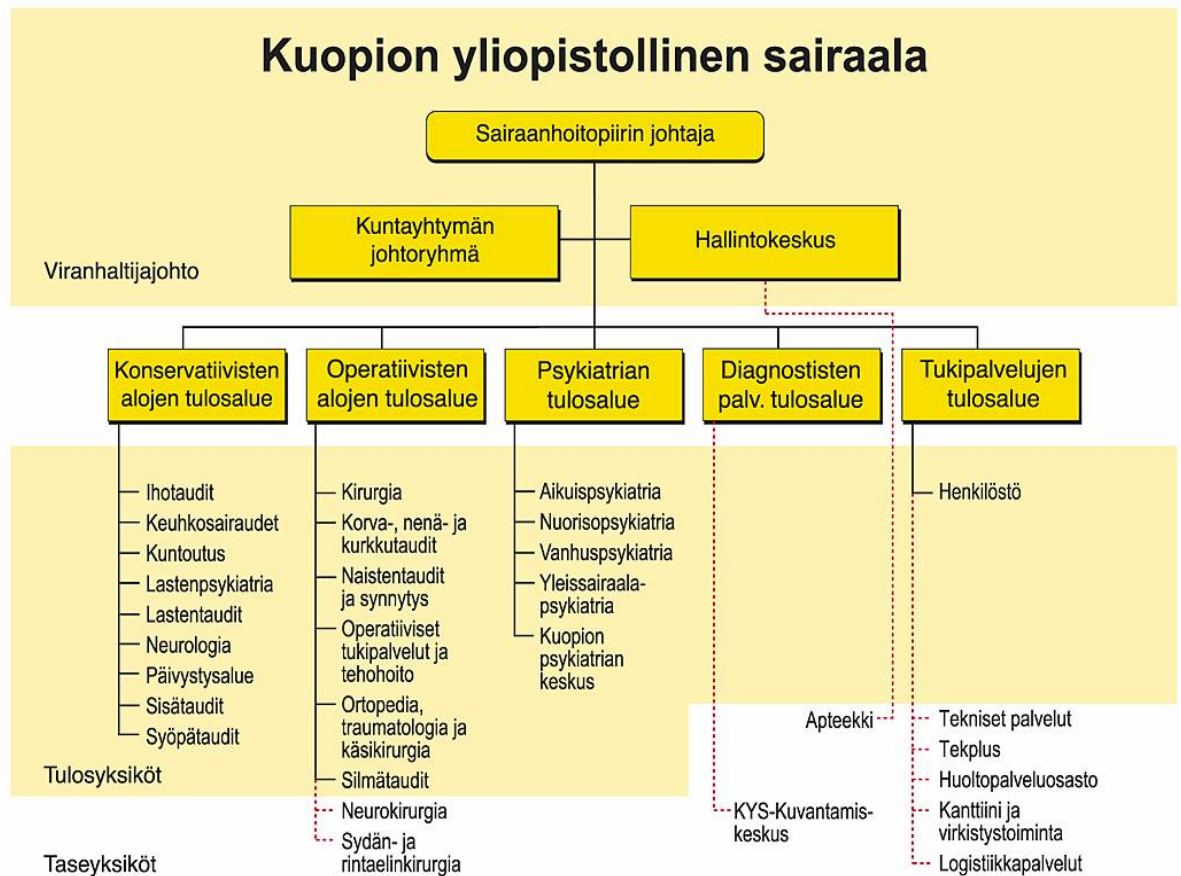 Kuopion yliopistollinen sairaala
Sairaanhoitopiirin johtaja
Kuntayhtymän
johtoryhmä
Hallintokeskus
Viranhaltijajohto
Konservatiivisten
alojen tulosalue
Operatiivisten
alojen tulosalue
Psykiatrian
tulosalue
Diagnostisten
palv. tulosalue
Tukipalvelujen
tulosalue
Ihotaudit
Keuhkosairaudet
Kuntoutus
Lastenpsykiatria
Lastentaudit
Neurologia
Päivystysalue
Sisätaudit
Syöpätaudit
Kirurgia
Korva-, nenä- ja
kurkkutaudit
Naistentaudit
ja synnytys
Operatiiviset
tukipalvelut ja
tehohoito
Ortopedia,
traumatologia ja
käsikirurgia
Silmätaudit
Neurokirurgia
Sydän- ja
rintaelinkirurgia
Aikuispsykiatria
Nuorisopsykiatria
Vanhuspsykiatria
Yleissairaala-
psykiatria
Kuopion
psykiatrian
keskus
KYS-Kuvantamis-
keskus
Apteekki
Henkilöstö
Tekniset palvelut
Tekplus
Huoltopalveluosasto
Kanttiini ja
virkistystoiminta
Logistiikkapalvelut
Tulosyksiköt
Taseyksiköt